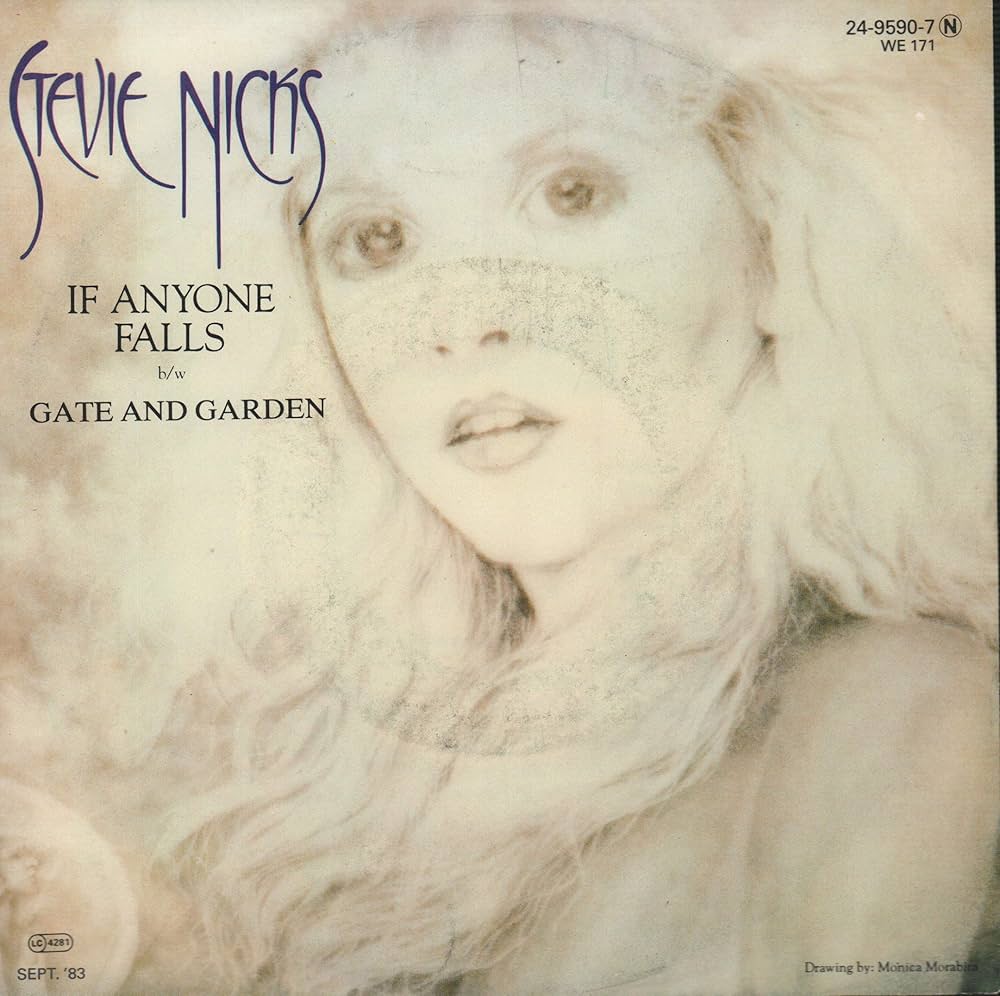 STEVIE NICKS
24-9590-7 N
WE 171
IF ANYONE
FALLS
b/w
GATE AND GARDEN
LC 4281
SEPT. '83
Drawing by: Monica Morabito